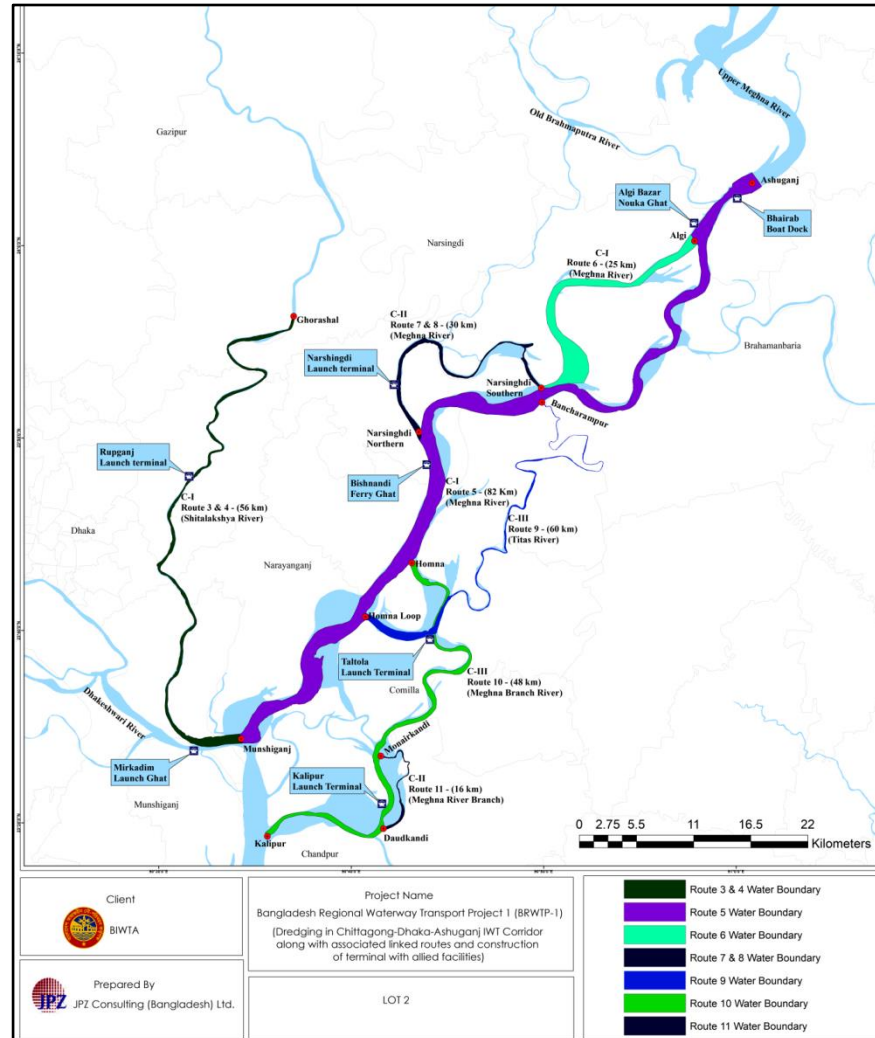 Upper Meghna River
Old Brahmaputra River
Gazipur
Ashuganj
Algi Bazar
Nouka Ghat
Bhairab
Boat Dock
Algi
Narsingdi
C-I
Route 6 - (25 km)
(Meghna River)
Ghorashal
C-II
Route 7 & 8 - (30 km)
(Meghna River)
Brahamanbaria
Narshingdi
Launch terminal
Narsinghdi
Southern
Bancharampur
Narsinghdi
Northern
Rupganj
Launch terminal
Bishnandi
Ferry Ghat
C-I
Route 5 - (82 Km)
(Meghna River)
C-I
Route 3 & 4 - (56 km)
(Shitalakshya River)
C-III
Route 9 - (60 km)
(Titas River)
Dhaka
Narayanganj
Homna
Homna Loop
Taltola
Launch Terminal
C-III
Route 10 - (48 km)
(Meghna Branch River)
Comilla
Dhakeshwari River
Munshiganj
Monairkandi
Mirkadim
Launch Ghat
Kalipur
Launch Terminal
C-II
Route 11 - (16 km)
(Meghna River Branch)
Munshiganj
Kalipur
Daudkandi
Chandpur
0 2.75 5.5 11 16.5 22
Kilometers
Client
BIWTA
Prepared By
JPZ
JPZ Consulting (Bangladesh) Ltd.
Project Name
Bangladesh Regional Waterway Transport Project 1 (BRWTP-1)
(Dredging in Chittagong-Dhaka-Ashuganj IWT Corridor
along with associated linked routes and construction
of terminal with allied facilities)
LOT 2
Route 3 & 4 Water Boundary
Route 5 Water Boundary
Route 6 Water Boundary
Route 7 & 8 Water Boundary
Route 9 Water Boundary
Route 10 Water Boundary
Route 11 Water Boundary